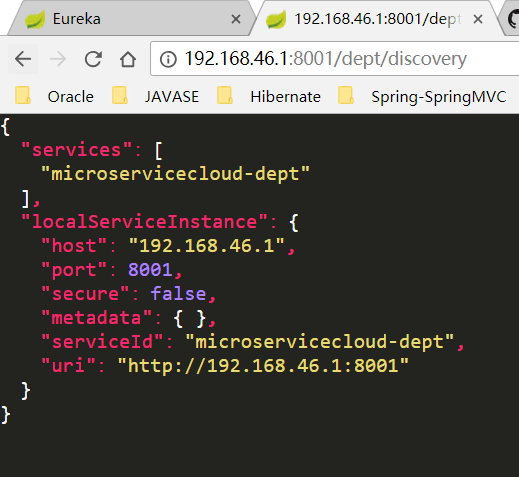 Eureka
192.168.46.1:8001/dept
192.168.46.1:8001/dept/discovery
Oracle JAVASE Hibernate Spring-SpringMVC
{
"services": [
"microservicecloud-dept"
],
"localServiceInstance": {
"host": "192.168.46.1",
"port": 8001,
"secure": false,
"metadata": { },
"serviceId": "microservicecloud-dept",
"uri": "http://192.168.46.1:8001"
}
}